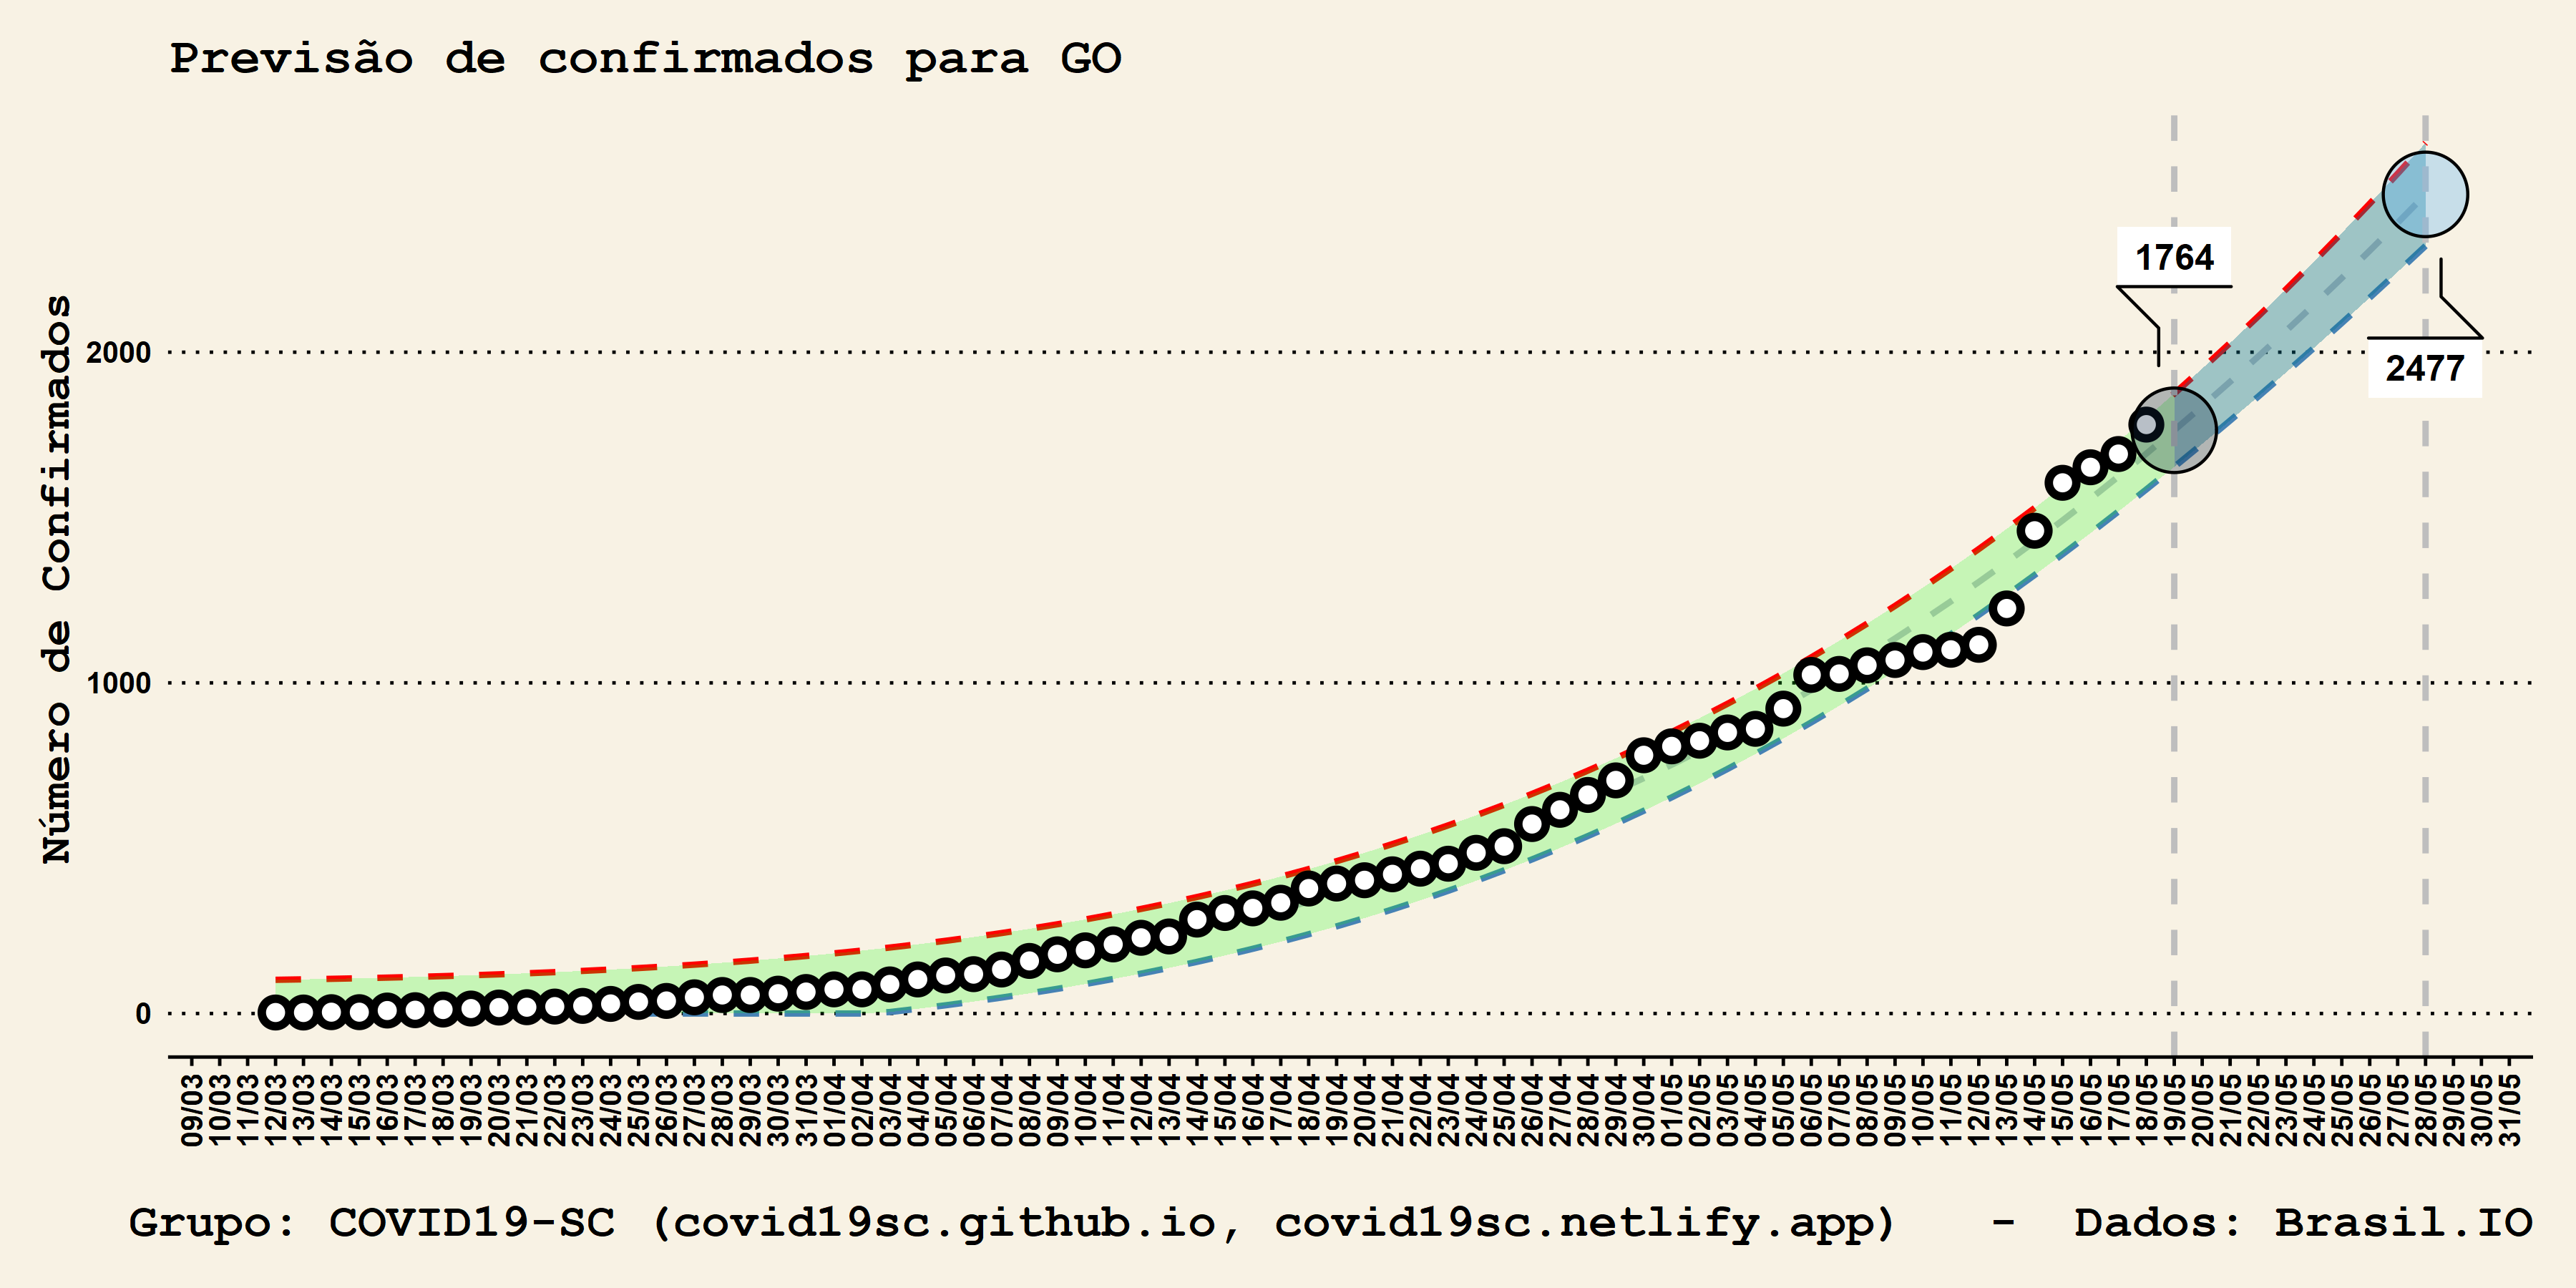 Previsão de confirmados para GO
Número de Confirmados
2000
1000
0
1764
2477
09/03 10/03 11/03 12/03 13/03 14/03 15/03 16/03 17/03 18/03 19/03 20/03 21/03 22/03 23/03 24/03 25/03 26/03 27/03 28/03 29/03 30/03 31/03 01/04 02/04 03/04 04/04 05/04 06/04 07/04 08/04 09/04 10/04 11/04 12/04 13/04 14/04 15/04 16/04 17/04 18/04 19/04 20/04 21/04 22/04 23/04 24/04 25/04 26/04 27/04 28/04 29/04 30/04 01/05 02/05 03/05 04/05 05/05 06/05 07/05 08/05 09/05 10/05 11/05 12/05 13/05 14/05 15/05 16/05 17/05 18/05 19/05 20/05 21/05 22/05 23/05 24/05 25/05 26/05 27/05 28/05 29/05 30/05 31/05
Grupo: COVID19-SC (covid19sc.github.io, covid19sc.netlify.app) - Dados: Brasil.IO